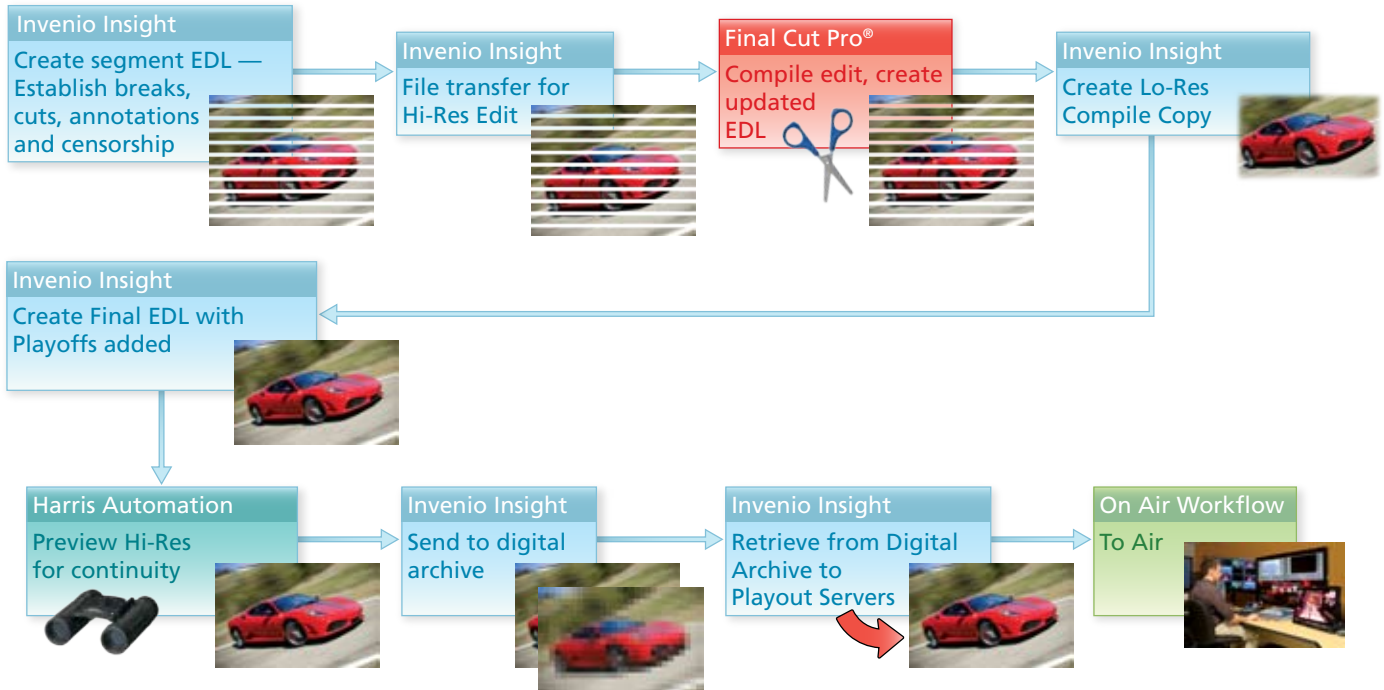 Invenio Insight
Create segment EDL —
Establish breaks,
cuts, annotations
and censorship
Invenio Insight
File transfer for
Hi-Res Edit
Final Cut Pro®
Compile edit, create
updated
EDL
Invenio Insight
Create Lo-Res
Compile Copy
Invenio Insight
Create Final EDL with
Playoffs added
Harris Automation
Preview Hi-Res
for continuity
Invenio Insight
Send to digital
archive
Invenio Insight
Retrieve from Digital
Archive to
Playout Servers
On Air Workflow
To Air